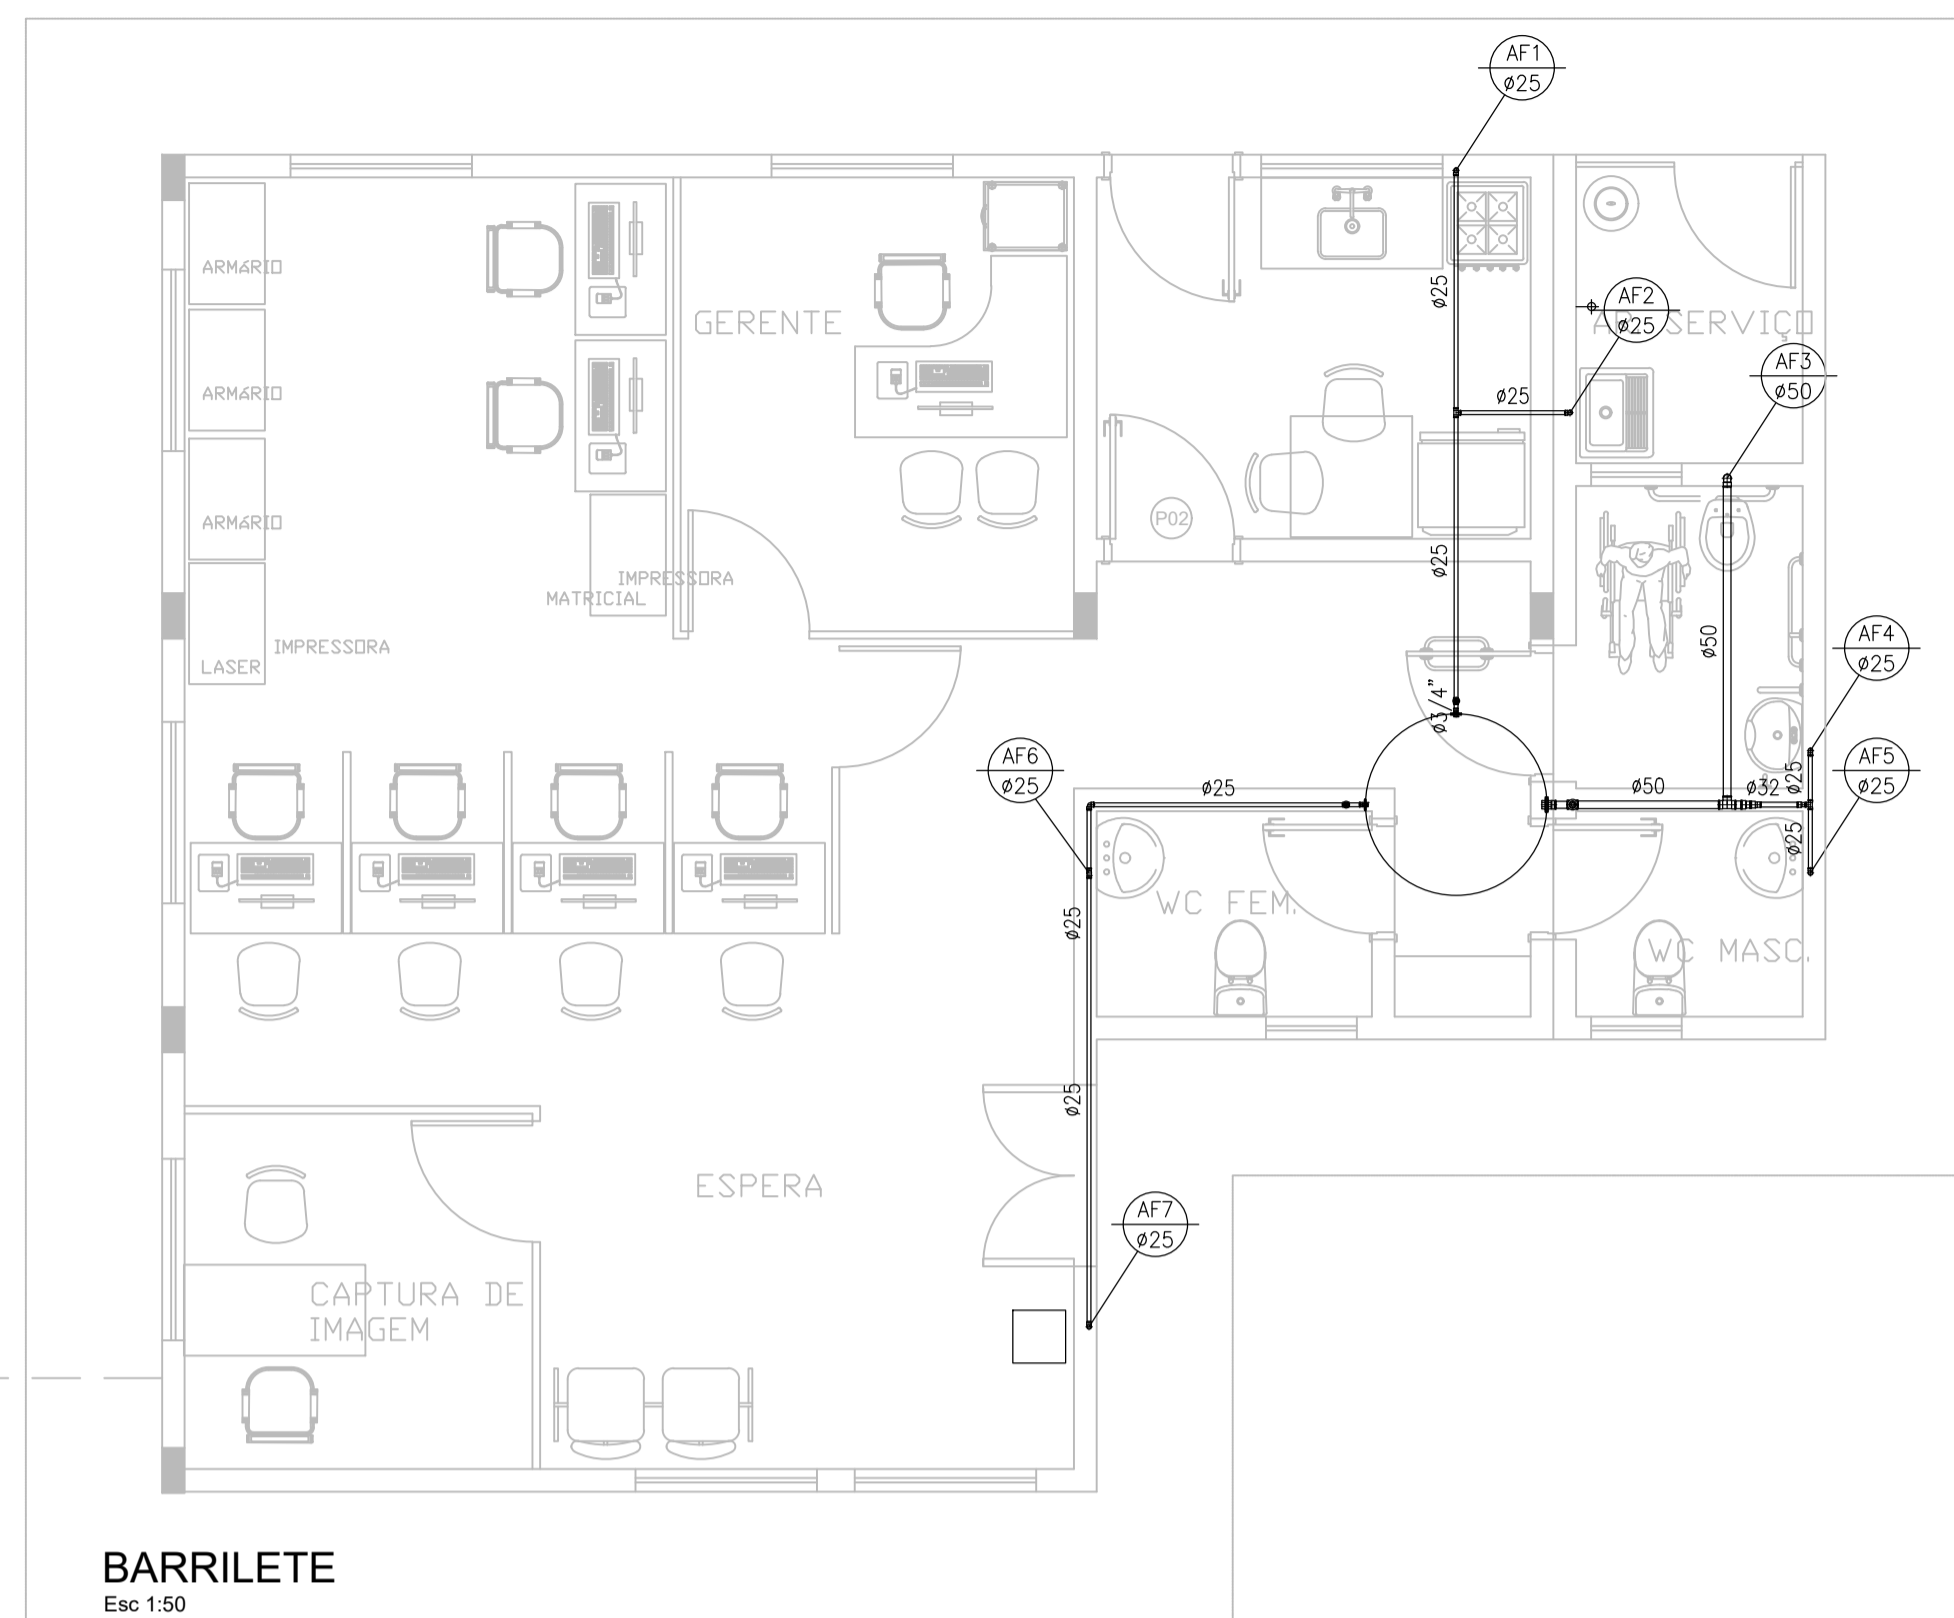 AF1
ø25
ARMáRIO
ø25
AF2
ø25
GERENTE
AR. SERVIÇO
AF3
ø50
ARMáRIO
ø25
ARMáRIO
P02
ø25
IMPRESSORA
MATRICIAL
IMPRESSORA
LASER
ø50
AF4
ø25
ø3/4"
AF6
ø25
ø25
ø50
ø32
ø25
AF5
ø25
ø25
WC FEM.
ø25
WC MASC.
ø25
ESPERA
AF7
ø25
CAPTURA DE
IMAGEM
BARRILETE
Esc 1:50